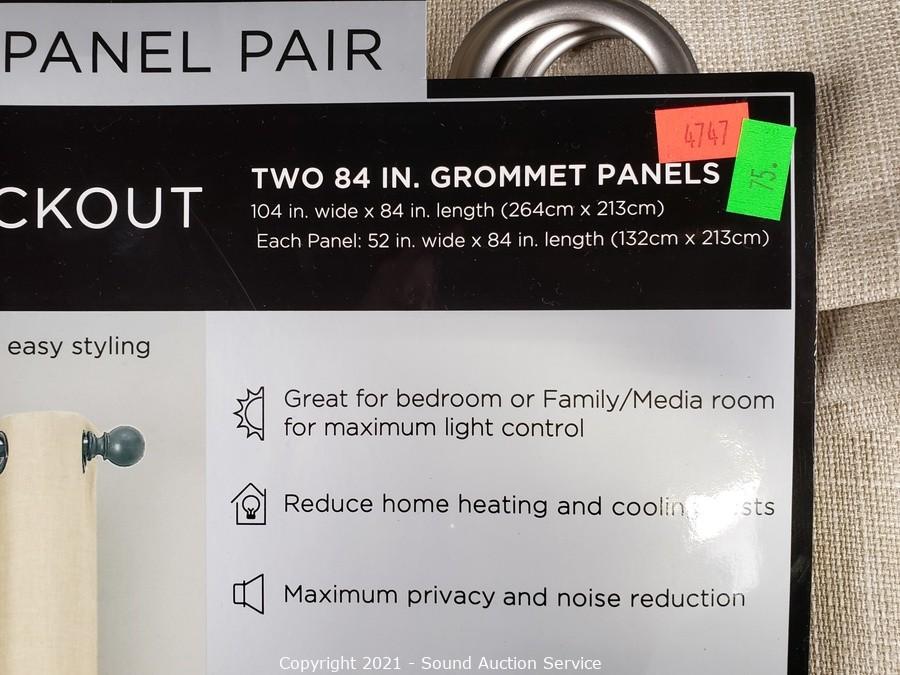 PANEL PAIR
CKOUT
TWO 84 IN. GROMMET PANELS
104 in. wide x 84 in. length (264cm x 213cm)
Each Panel: 52 in. wide x 84 in. length (132cm x 213cm)
4747
75.
easy styling
Great for bedroom or Family/Media room
for maximum light control
Reduce home heating and cooling costs
Maximum privacy and noise reduction
Copyright 2021 - Sound Auction Service